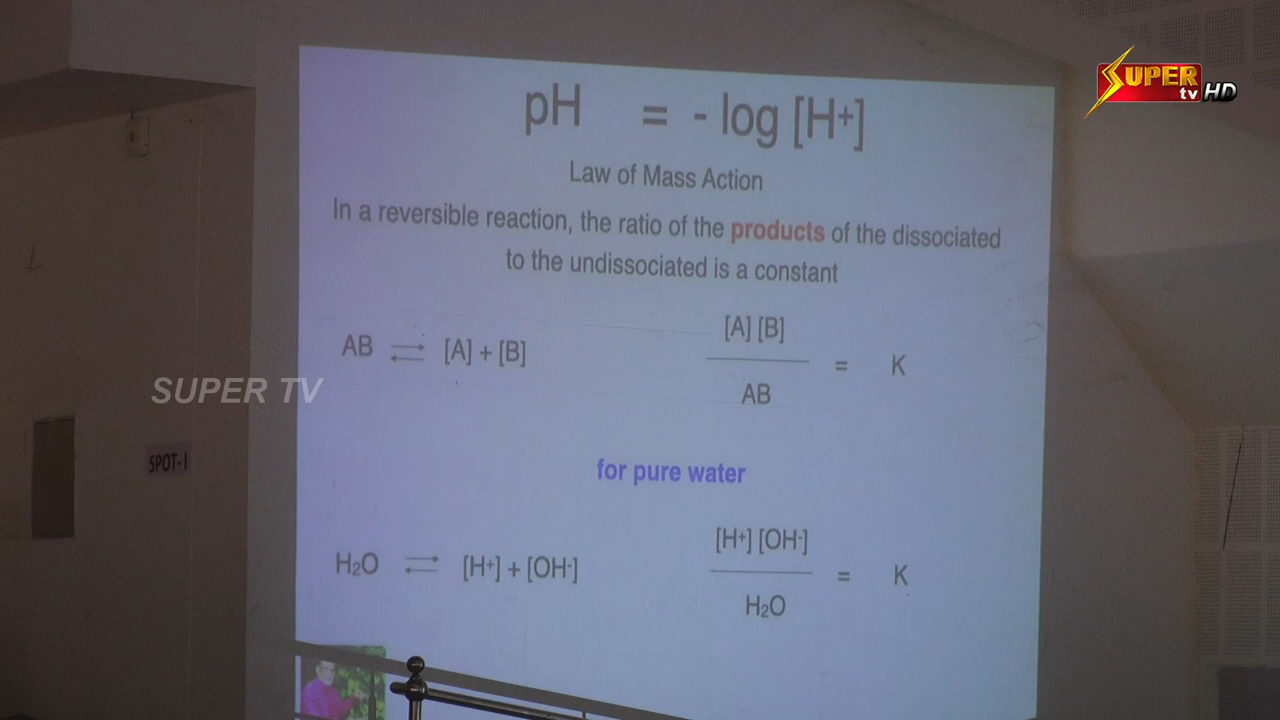 SUPER
tv HD
pH = - log [H+]
Law of Mass Action
In a reversible reaction, the ratio of the products of the dissociated
to the undissociated is a constant
AB ⇌ [A] + [B]
[A] [B]
AB
= K
SUPER TV
SPOT-I
for pure water
H₂O ⇌ [H+] + [OH-]
[H+] [OH-]
H₂O
= K